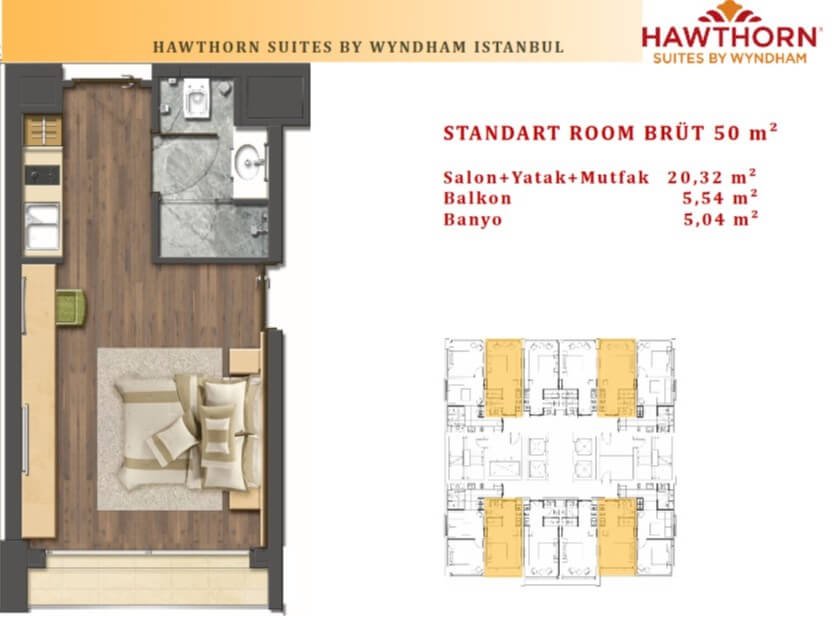 HAWTHORN SUITES BY WYNDHAM ISTANBUL
HAWTHORN
SUITES BY WYNDHAM
STANDART ROOM BRÜT 50 m²
Salon+Yatak+Mutfak 20,32 m²
Balkon 5,54 m²
Banyo 5,04 m²